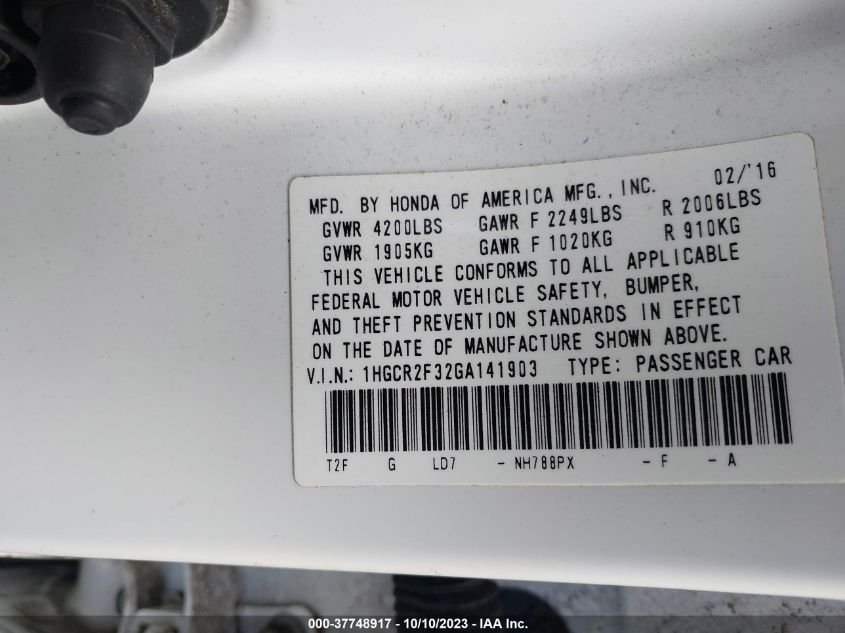 MFD. BY HONDA OF AMERICA MFG., INC. 02/'16
GVWR 4200LBS GAWR F 2249LBS R 2006LBS
GVWR 1905KG GAWR F 1020KG R 910KG
THIS VEHICLE CONFORMS TO ALL APPLICABLE
FEDERAL MOTOR VEHICLE SAFETY, BUMPER,
AND THEFT PREVENTION STANDARDS IN EFFECT
ON THE DATE OF MANUFACTURE SHOWN ABOVE.
V.I.N.: 1HGCR2F32GA141903 TYPE: PASSENGER CAR
T2F G LD7 - NH788PX - F - A
000-37748917 - 10/10/2023 - IAA Inc.